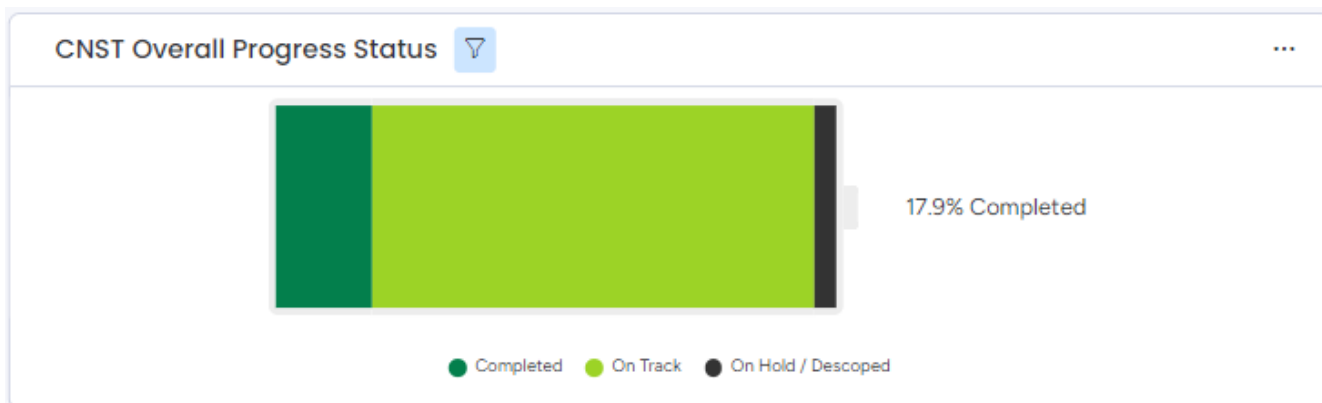 CNST Overall Progress Status
17.9% Completed
Completed On Track On Hold / Descoped